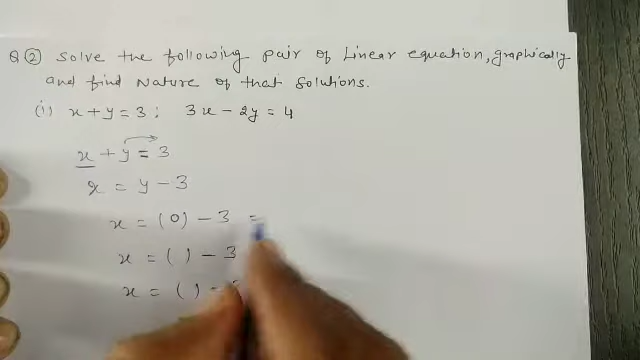 Q② Solve the following pair of Linear equation, graphically
and find Nature of that Solutions.
(i) x + y = 3 ; 3x - 2y = 4
x + y = 3
x = y - 3
x = (0) - 3 =
x = ( ) - 3
x = ( ) -